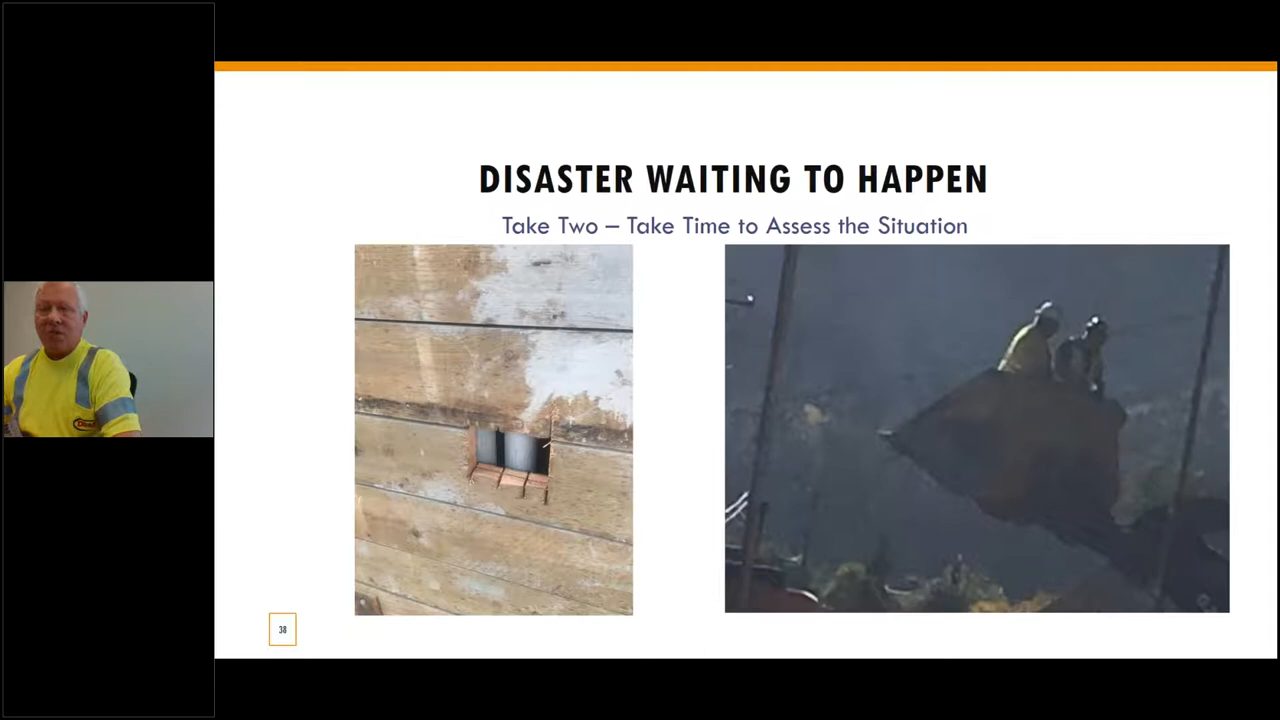 DISASTER WAITING TO HAPPEN
Take Two – Take Time to Assess the Situation
38